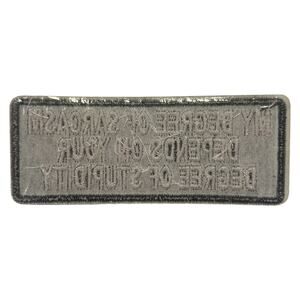 MY DEGREE OF SARCASM
DEPENDS ON YOUR
DEGREE OF STUPIDITY